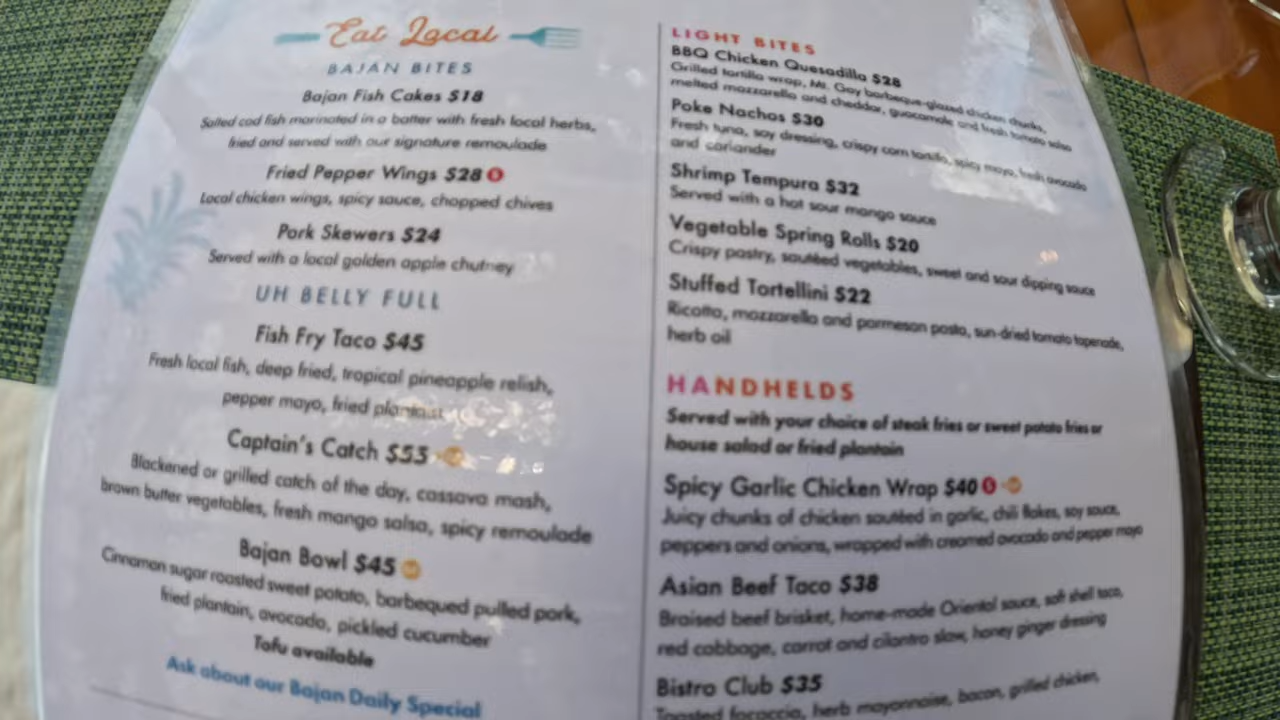 Eat Local
BAJAN BITES
Bajan Fish Cakes $18
Salted cod fish marinated in a batter with fresh local herbs,
fried and served with our signature remoulade
Fried Pepper Wings $28
Local chicken wings, spicy sauce, chopped chives
Pork Skewers $24
Served with a local golden apple chutney
UH BELLY FULL
Fish Fry Taco $45
Fresh local fish, deep fried, tropical pineapple relish,
pepper mayo, fried plantain
Captain's Catch $55
Blackened or grilled catch of the day, cassava mash,
brown butter vegetables, fresh mango salsa, spicy remoulade
Bajan Bowl $45
Cinnamon sugar roasted sweet potato, barbequed pulled pork,
fried plantain, avocado, pickled cucumber
Tofu available
Ask about our Bajan Daily Special
LIGHT BITES
BBQ Chicken Quesadilla $28
Grilled tortilla wrap, Mt. Gay barbeque-glazed chicken chunks,
melted mozzarella and cheddar, guacamole and fresh tomato salsa
Poke Nachos $30
Fresh tuna, soy dressing, crispy corn tortilla, spicy mayo, fresh avocado
and coriander
Shrimp Tempura $32
Served with a hot sour mango sauce
Vegetable Spring Rolls $20
Crispy pastry, sautéed vegetables, sweet and sour dipping sauce
Stuffed Tortellini $22
Ricotta, mozzarella and parmesan pasta, sun-dried tomato tapenade,
herb oil
HANDHELDS
Served with your choice of steak fries or sweet potato fries or
house salad or fried plantain
Spicy Garlic Chicken Wrap $40
Juicy chunks of chicken sautéed in garlic, chili flakes, soy sauce,
peppers and onions, wrapped with creamed avocado and pepper mayo
Asian Beef Taco $38
Braised beef brisket, home-made Oriental sauce, soft shell taco,
red cabbage, carrot and cilantro slaw, honey ginger dressing
Bistro Club $35
Toasted focaccia, herb mayonnaise, bacon, grilled chicken,